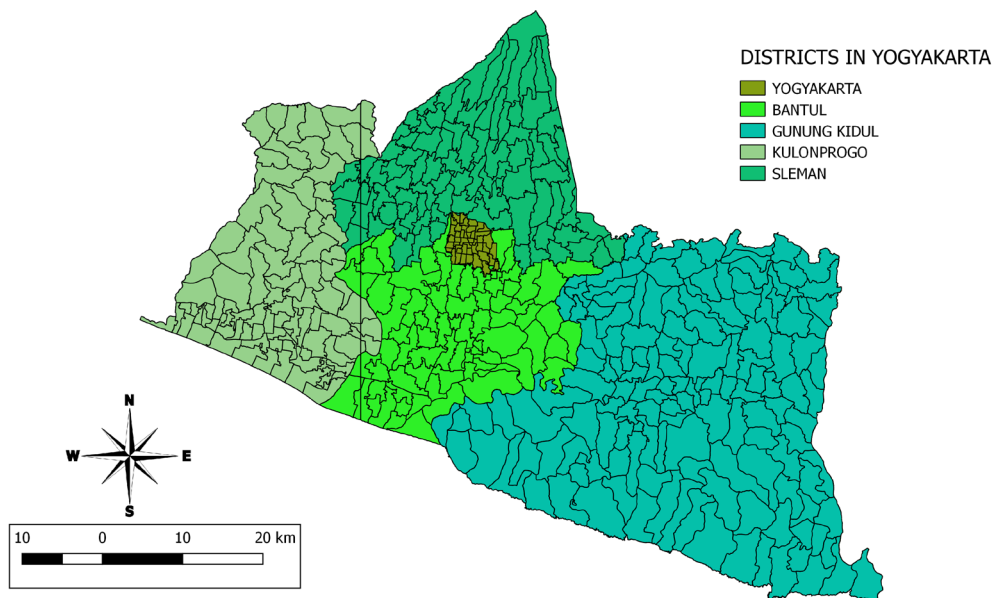 DISTRICTS IN YOGYAKARTA
YOGYAKARTA
BANTUL
GUNUNG KIDUL
KULONPROGO
SLEMAN
N
W E
S
10 0 10 20 km